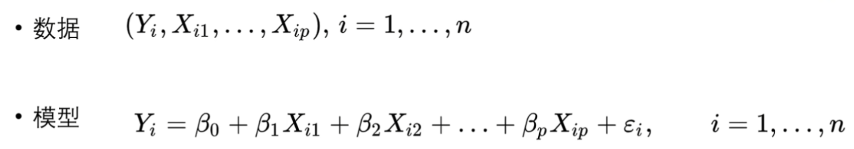 • 数据 (Y_i, X_{i1}, . . . , X_{ip}), i = 1, . . . , n
• 模型 Y_i = β_0 + β_1 X_{i1} + β_2 X_{i2} + . . . + β_p X_{ip} + ε_i, i = 1, . . . , n